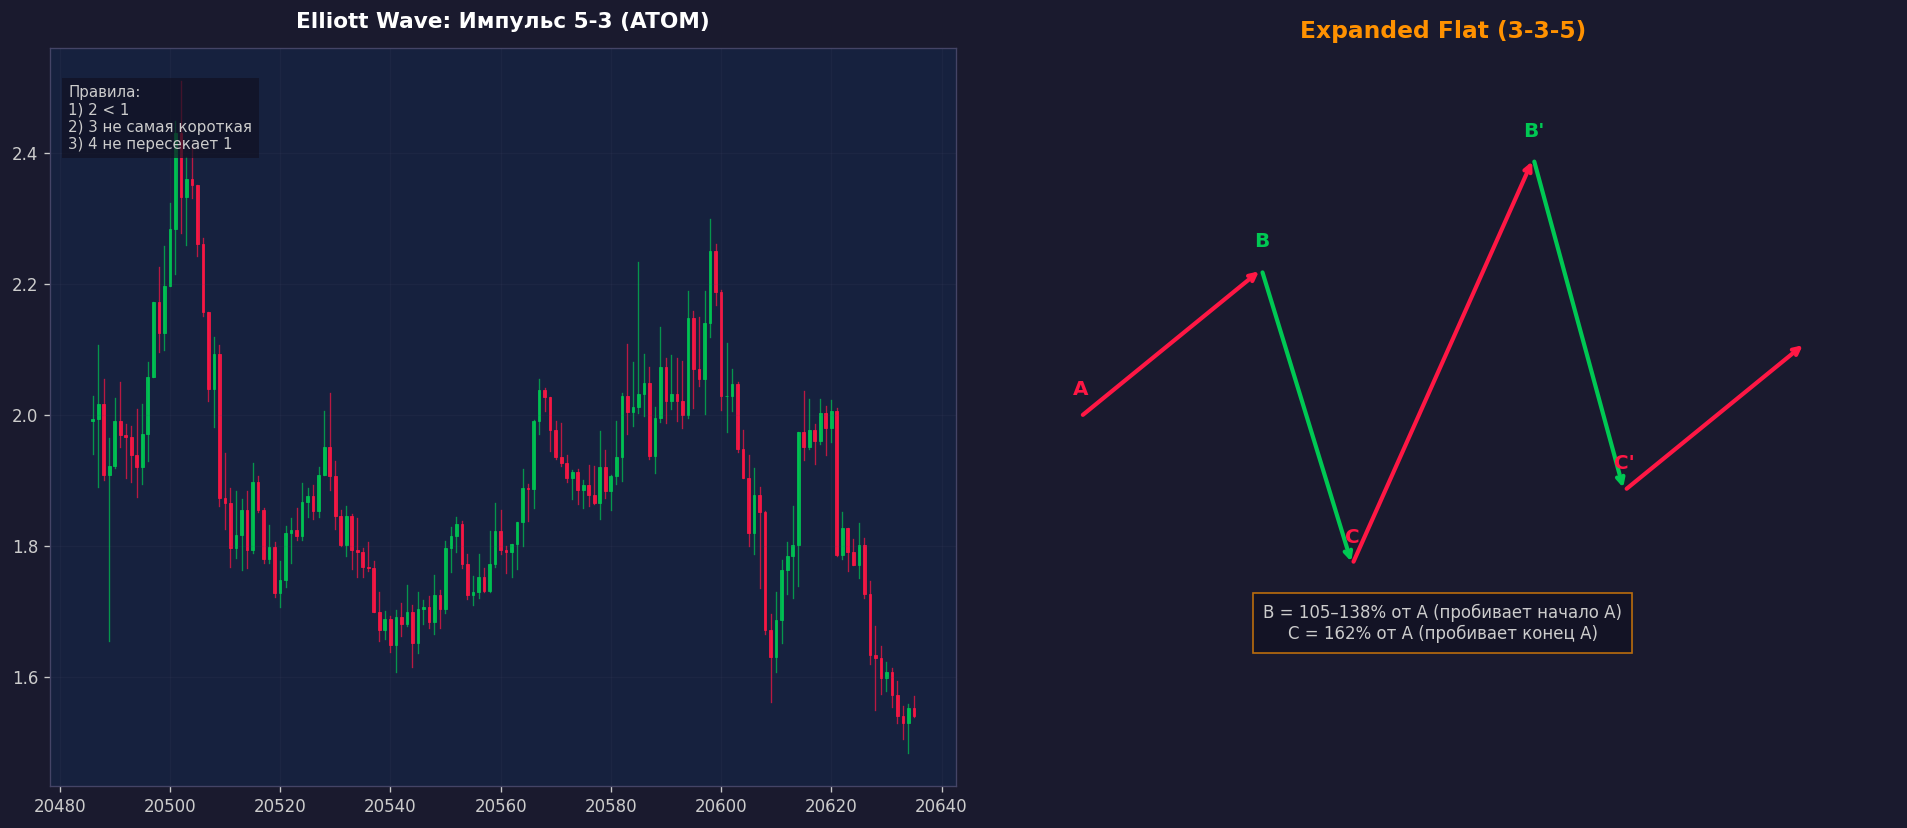 Elliott Wave: Импульс 5-3 (ATOM)
Правила:
1) 2 < 1
2) 3 не самая короткая
3) 4 не пересекает 1
2.4
2.2
2.0
1.8
1.6
20480 20500 20520 20540 20560 20580 20600 20620 20640
Expanded Flat (3-3-5)
B'
B
A
C'
C
B = 105–138% от A (пробивает начало A)
C = 162% от A (пробивает конец A)